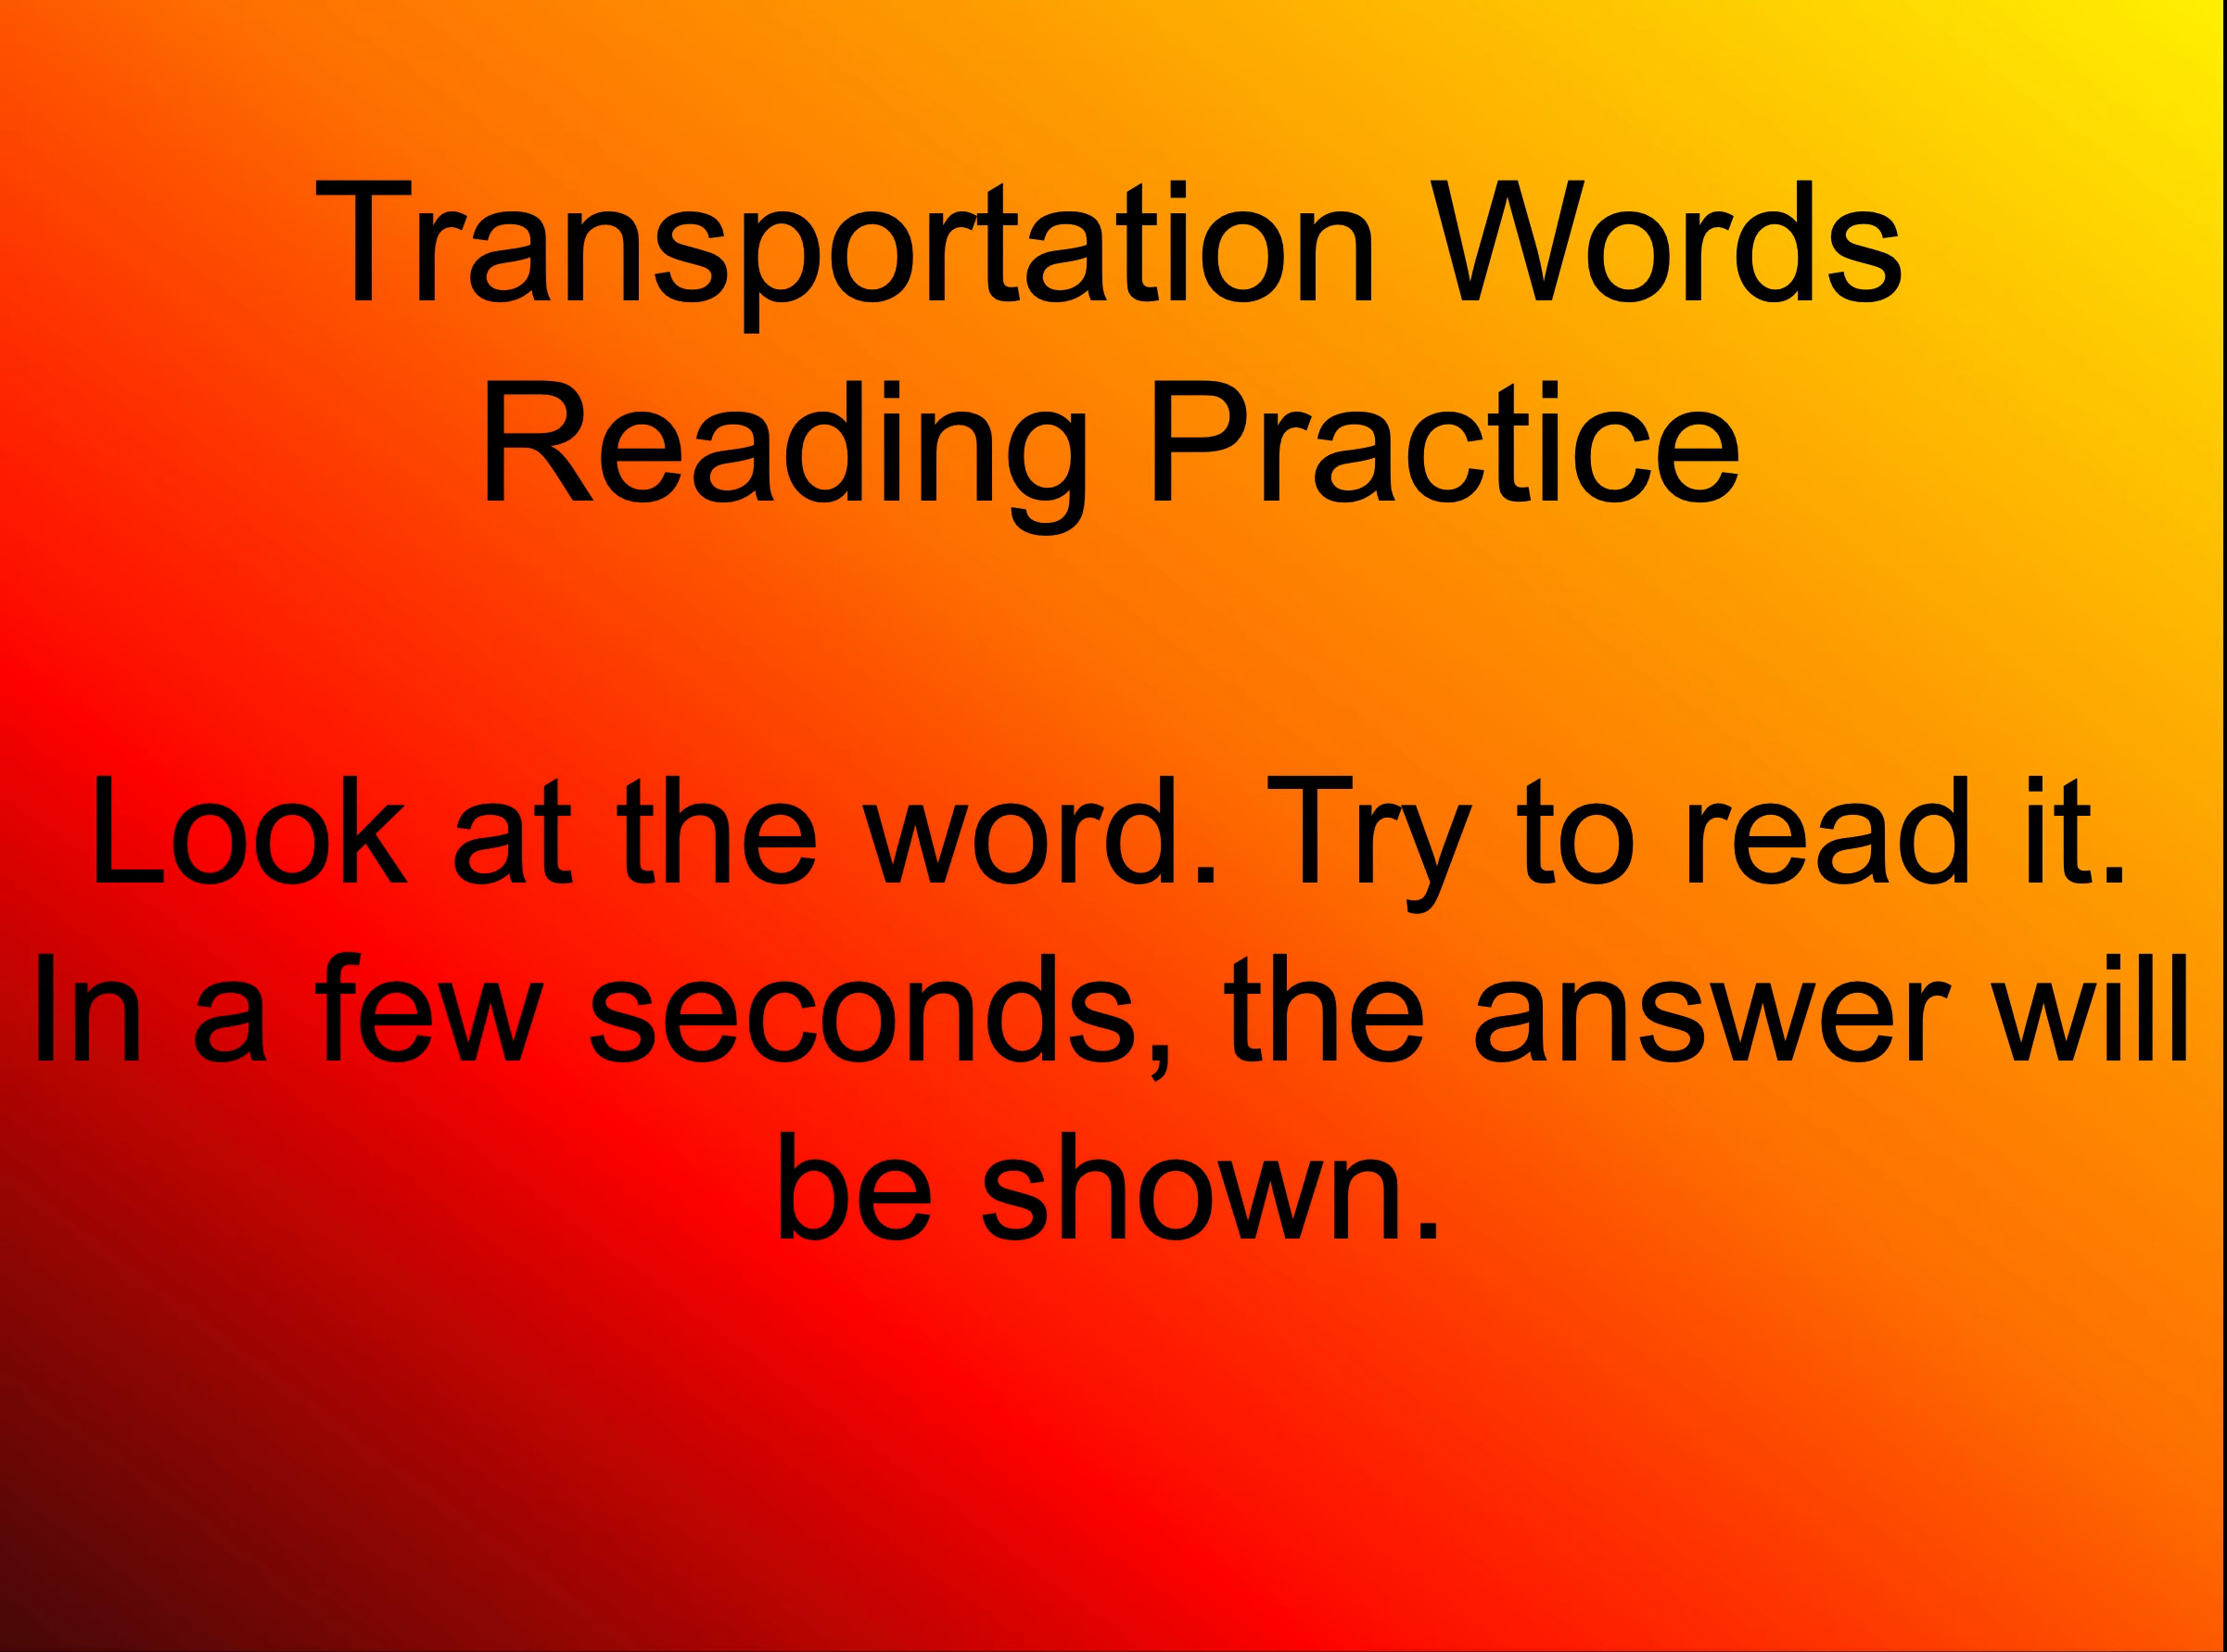 Transportation Words
Reading Practice
Look at the word. Try to read it.
In a few seconds, the answer will
be shown.